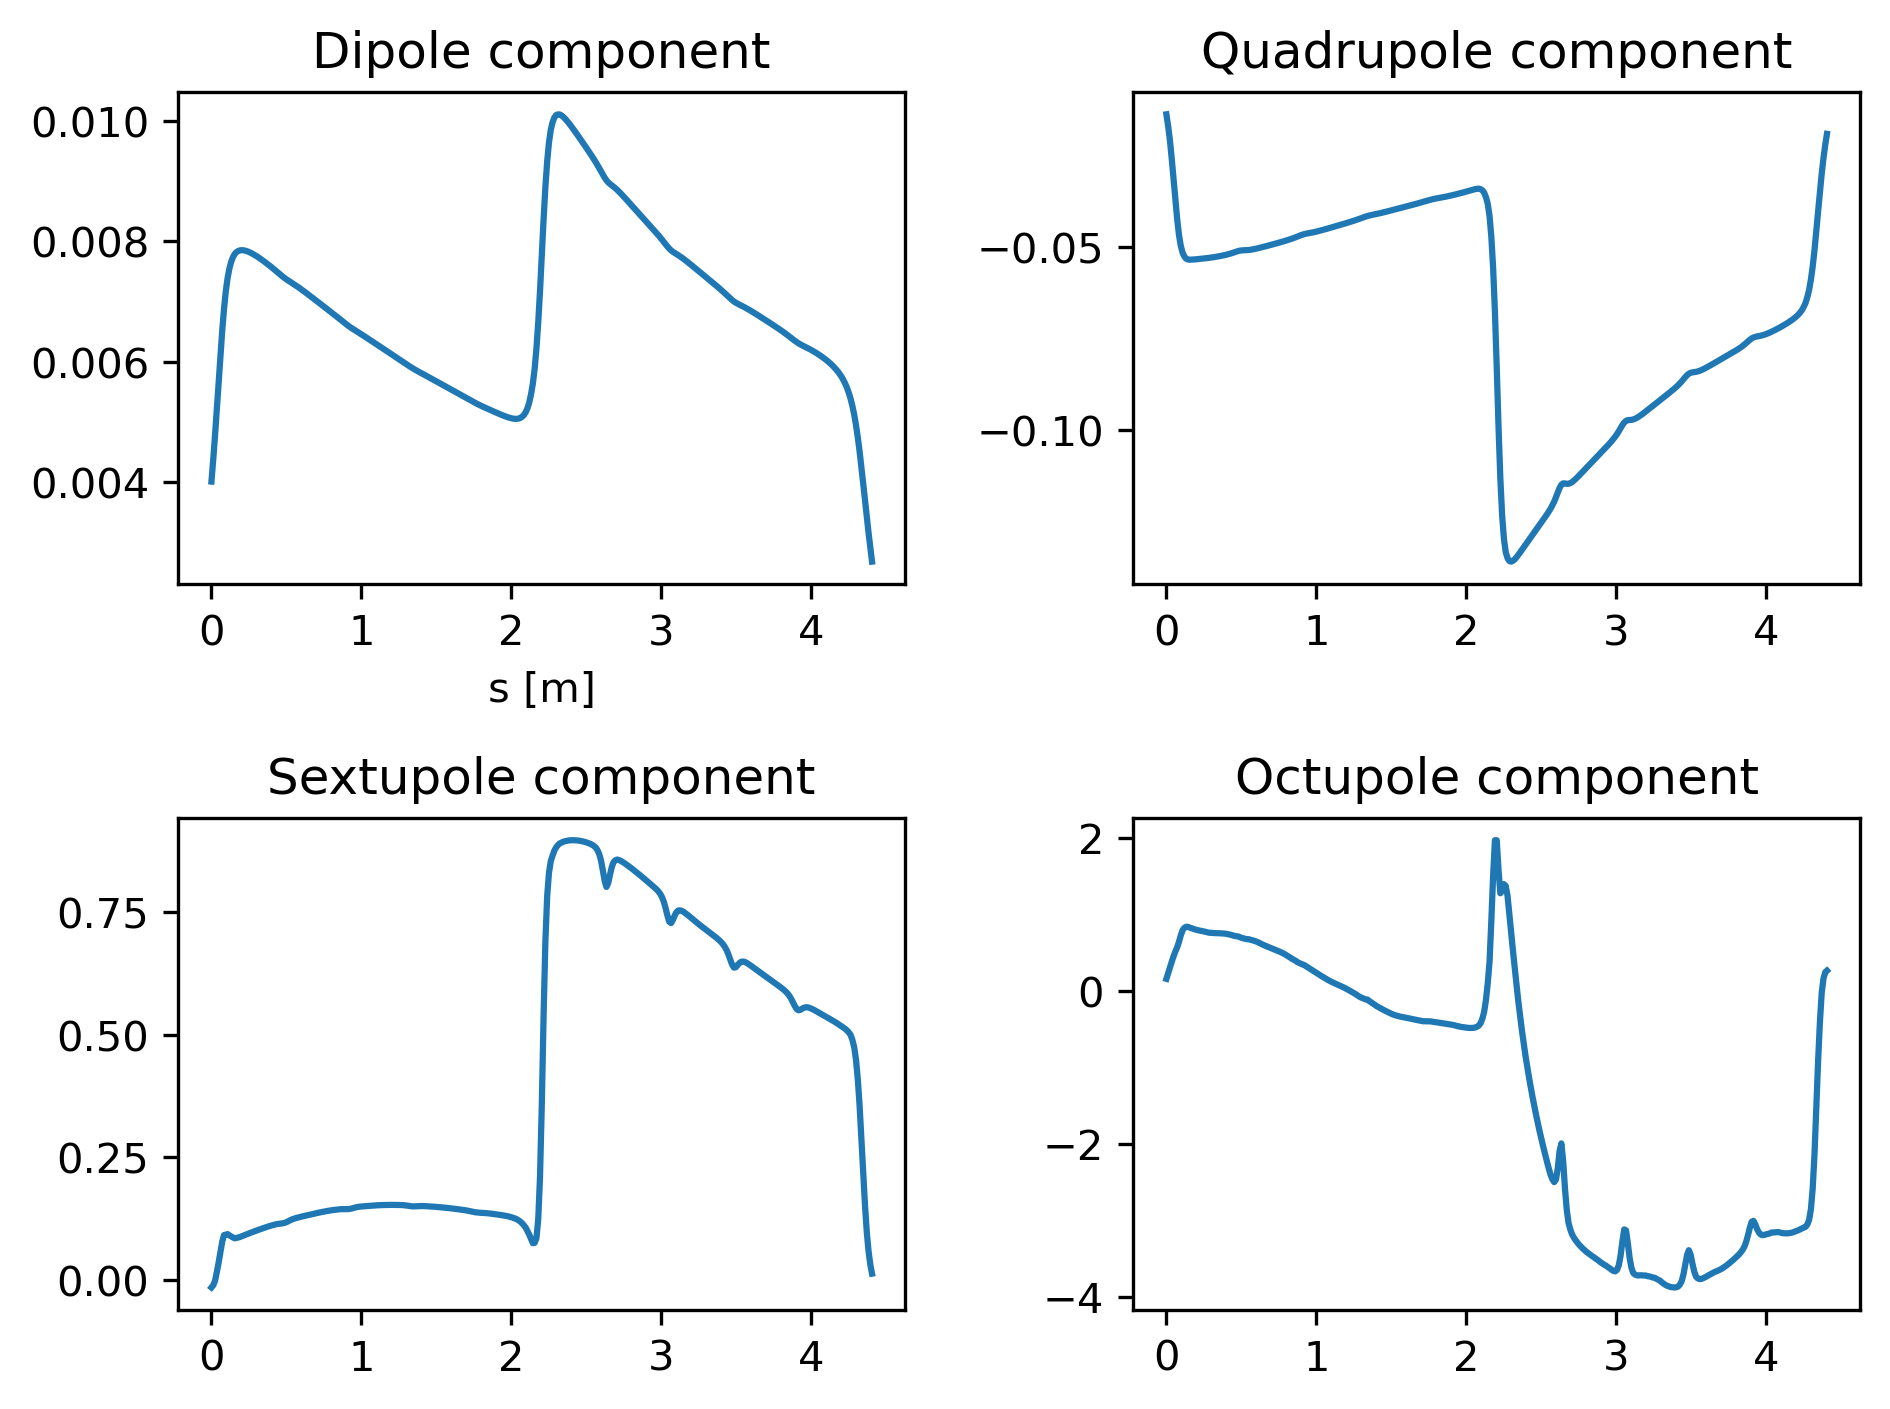 Dipole component
0.010
0.008
0.006
0.004
0 1 2 3 4
s [m]
Quadrupole component
−0.05
−0.10
0 1 2 3 4
Sextupole component
0.75
0.50
0.25
0.00
0 1 2 3 4
Octupole component
2
0
−2
−4
0 1 2 3 4